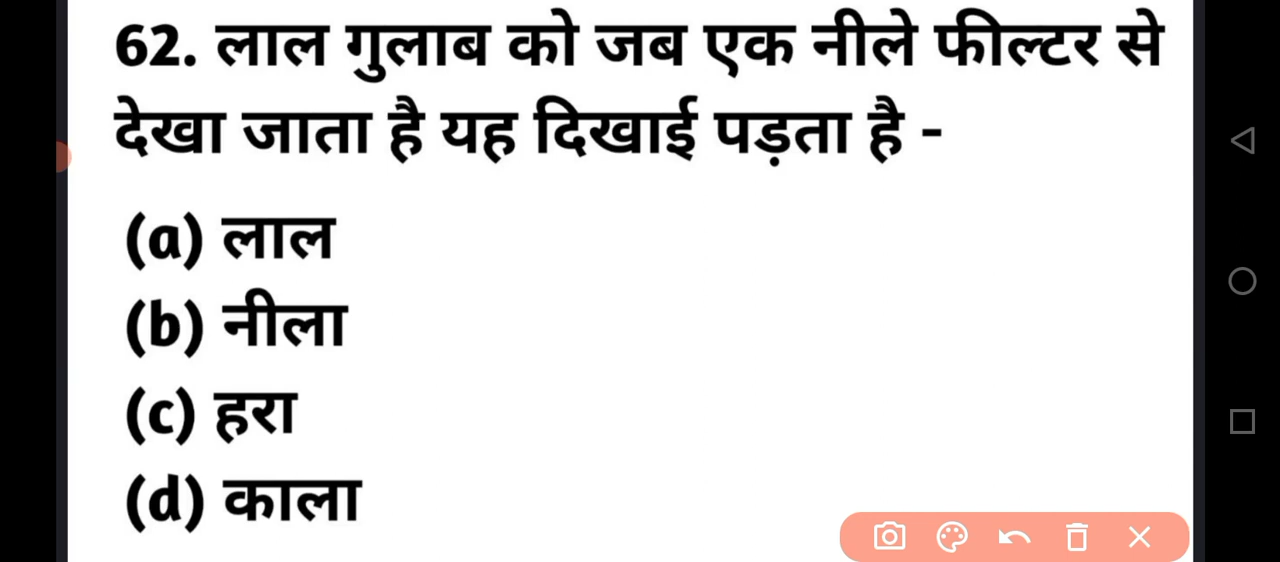 62. लाल गुलाब को जब एक नीले फील्टर से
देखा जाता है यह दिखाई पड़ता है -
(a) लाल
(b) नीला
(c) हरा
(d) काला